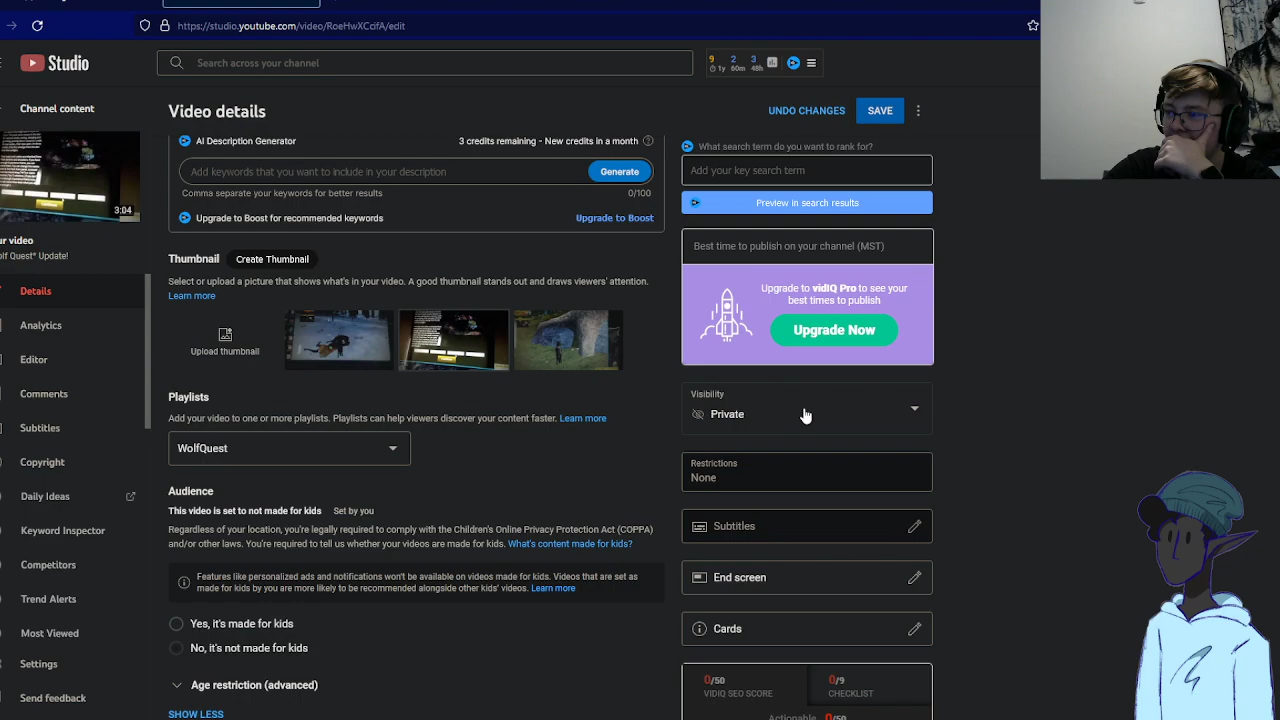 https://studio.youtube.com/video/RoeHwXCcifA/edit
Studio
Search across your channel
9 2 3
1y 60m 48h
Channel content
Video details
UNDO CHANGES
SAVE
3:04
olf Quest* Update!
Details
Analytics
Editor
Comments
Subtitles
Copyright
Daily Ideas
Keyword Inspector
Competitors
Trend Alerts
Most Viewed
Settings
Send feedback
AI Description Generator
3 credits remaining - New credits in a month
Add keywords that you want to include in your description
Generate
Comma separate your keywords for better results
0/100
Upgrade to Boost for recommended keywords
Upgrade to Boost
Thumbnail
Create Thumbnail
Select or upload a picture that shows what's in your video. A good thumbnail stands out and draws viewers' attention.
Learn more
Upload thumbnail
Playlists
Add your video to one or more playlists. Playlists can help viewers discover your content faster. Learn more
WolfQuest
Audience
This video is set to not made for kids
Set by you
Regardless of your location, you're legally required to comply with the Children's Online Privacy Protection Act (COPPA)
and/or other laws. You're required to tell us whether your videos are made for kids. What's content made for kids?
Features like personalized ads and notifications won't be available on videos made for kids. Videos that are set as
made for kids by you are more likely to be recommended alongside other kids' videos. Learn more
Yes, it's made for kids
No, it's not made for kids
Age restriction (advanced)
SHOW LESS
What search term do you want to rank for?
Add your key search term
Preview in search results
Best time to publish on your channel (MST)
Upgrade to vidIQ Pro to see your
best times to publish
Upgrade Now
Visibility
Private
Restrictions
None
Subtitles
End screen
Cards
0/50
VIDIQ SEO SCORE
0/9
CHECKLIST
Actionable 0/50